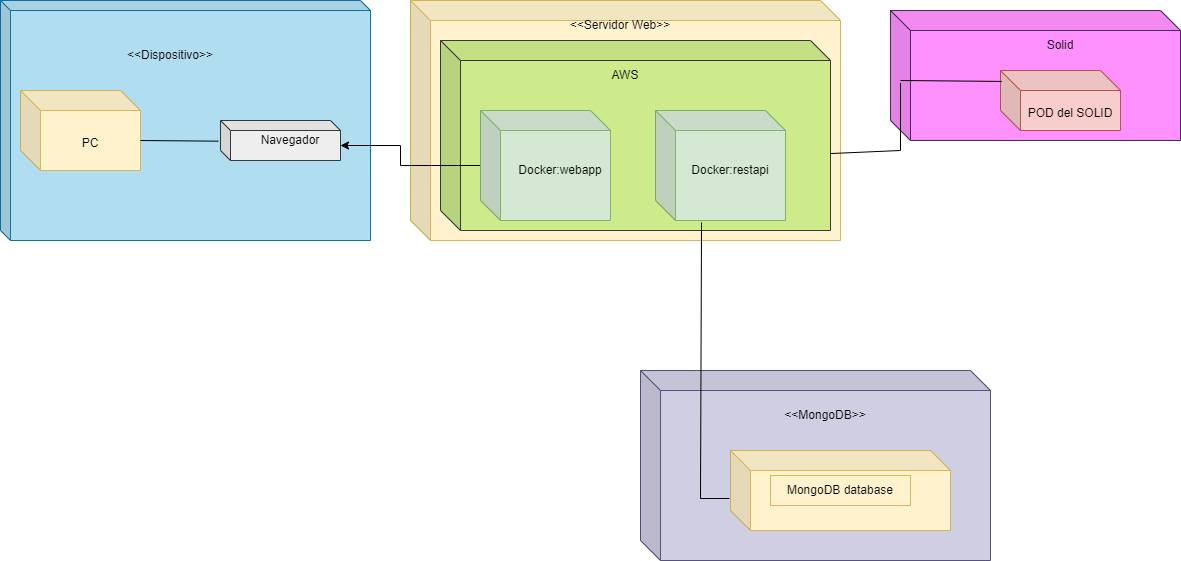 <<Dispositivo>>
PC
Navegador
<<Servidor Web>>
AWS
Docker:webapp
Docker:restapi
Solid
POD del SOLID
<<MongoDB>>
MongoDB database